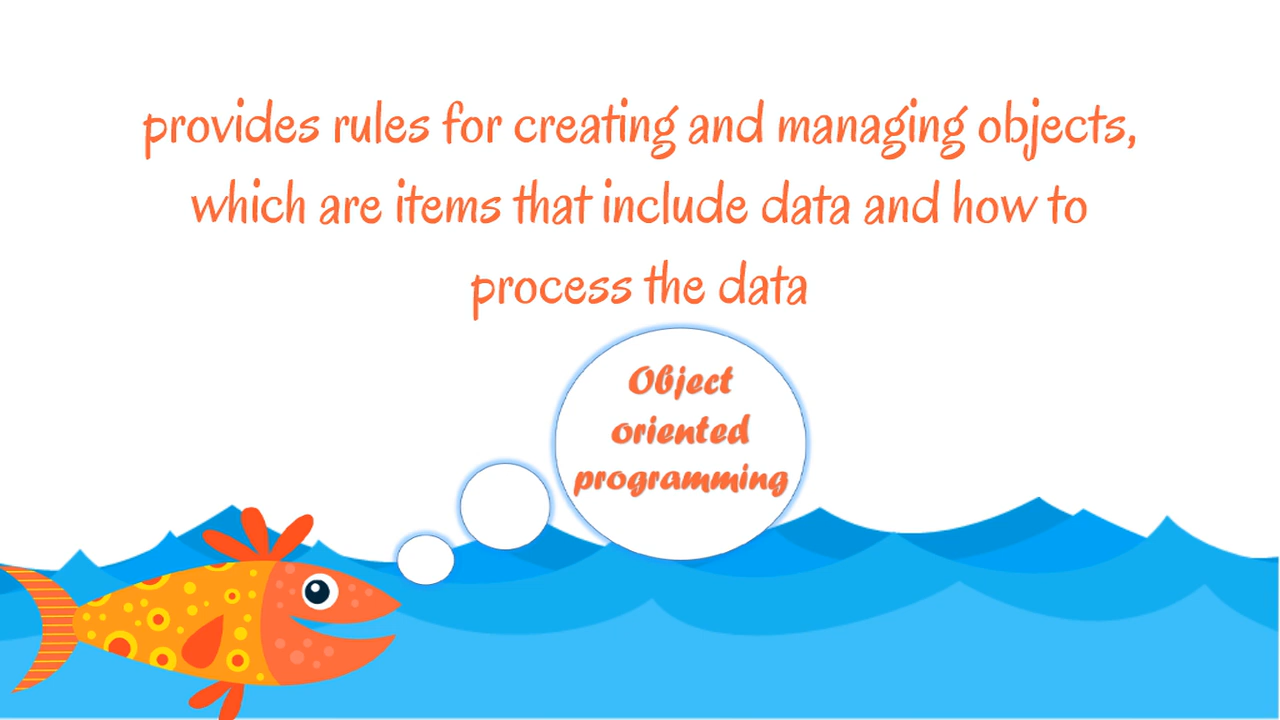 provides rules for creating and managing objects,
which are items that include data and how to
process the data
Object
oriented
programming